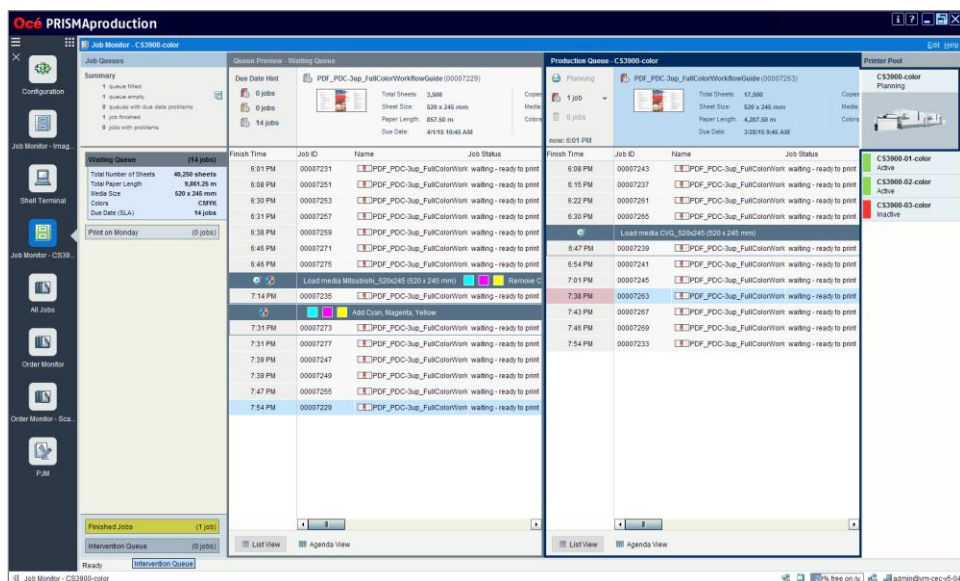 Océ PRISMAproduction
Job Monitor - CS3900-color
Edit Help
Configuration
Job Monitor - Imag...
Shell Terminal
Job Monitor - CS39...
All Jobs
Order Monitor
Order Monitor - Sca...
PJM
Job Queues
Summary
1 queue filled
1 queue empty
0 queues with due date problems
1 job finished
0 jobs with problems
Waiting Queue (14 jobs)
Total Number of Sheets 40,250 sheets
Total Paper Length 9,861.25 m
Media Size 520 x 245 mm
Colors CMYK
Due Date (SLA) 14 jobs
Print on Monday (0 jobs)
Finished Jobs (1 job)
Intervention Queue (0 jobs)
Ready
Intervention Queue
Queue Preview - Waiting Queue
Due Date Hint
0 jobs
0 jobs
14 jobs
PDF_PDC-3up_FullColorWorkflowGuide (00007229)
Total Sheets: 3,500
Sheet Size: 520 x 245 mm
Paper Length: 857.50 m
Due Date: 4/1/15 10:45 AM
Copies
Media
Colors
Finish Time Job ID Name Job Status
6:01 PM 00007231 PDF_PDC-3up_FullColorWork waiting - ready to print
6:08 PM 00007251 PDF_PDC-3up_FullColorWork waiting - ready to print
6:30 PM 00007253 PDF_PDC-3up_FullColorWork waiting - ready to print
6:31 PM 00007257 PDF_PDC-3up_FullColorWork waiting - ready to print
6:38 PM 00007259 PDF_PDC-3up_FullColorWork waiting - ready to print
6:46 PM 00007271 PDF_PDC-3up_FullColorWork waiting - ready to print
6:46 PM 00007275 PDF_PDC-3up_FullColorWork waiting - ready to print
Load media Mitsubishi_520x245 (520 x 245 mm) Remove C
7:14 PM 00007235 PDF_PDC-3up_FullColorWork waiting - ready to print
Add Cyan, Magenta, Yellow
7:31 PM 00007273 PDF_PDC-3up_FullColorWork waiting - ready to print
7:31 PM 00007277 PDF_PDC-3up_FullColorWork waiting - ready to print
7:39 PM 00007247 PDF_PDC-3up_FullColorWork waiting - ready to print
7:39 PM 00007249 PDF_PDC-3up_FullColorWork waiting - ready to print
7:47 PM 00007255 PDF_PDC-3up_FullColorWork waiting - ready to print
7:54 PM 00007229 PDF_PDC-3up_FullColorWork waiting - ready to print
List View Agenda View
Production Queue - CS3900-color
Planning
1 job
0 jobs
now: 6:01 PM
PDF_PDC-3up_FullColorWorkflowGuide (00007263)
Total Sheets: 17,500
Sheet Size: 520 x 245 mm
Paper Length: 4,287.50 m
Due Date: 3/20/15 9:45 AM
Copies
Media
Colors
Finish Time Job ID Name Job Status
6:08 PM 00007243 PDF_PDC-3up_FullColorWork waiting - ready to print
6:15 PM 00007237 PDF_PDC-3up_FullColorWork waiting - ready to print
6:22 PM 00007261 PDF_PDC-3up_FullColorWork waiting - ready to print
6:30 PM 00007265 PDF_PDC-3up_FullColorWork waiting - ready to print
Load media CVG_520x245 (520 x 245 mm)
6:47 PM 00007239 PDF_PDC-3up_FullColorWork waiting - ready to print
6:54 PM 00007241 PDF_PDC-3up_FullColorWork waiting - ready to print
7:01 PM 00007245 PDF_PDC-3up_FullColorWork waiting - ready to print
7:38 PM 00007263 PDF_PDC-3up_FullColorWork waiting - ready to print
7:43 PM 00007267 PDF_PDC-3up_FullColorWork waiting - ready to print
7:46 PM 00007269 PDF_PDC-3up_FullColorWork waiting - ready to print
7:54 PM 00007233 PDF_PDC-3up_FullColorWork waiting - ready to print
List View Agenda View
Printer Pool
CS3900-color
Planning
CS3900-01-color
Active
CS3900-02-color
Active
CS3900-03-color
Inactive
Job Monitor - CS3900-color
% free on /u